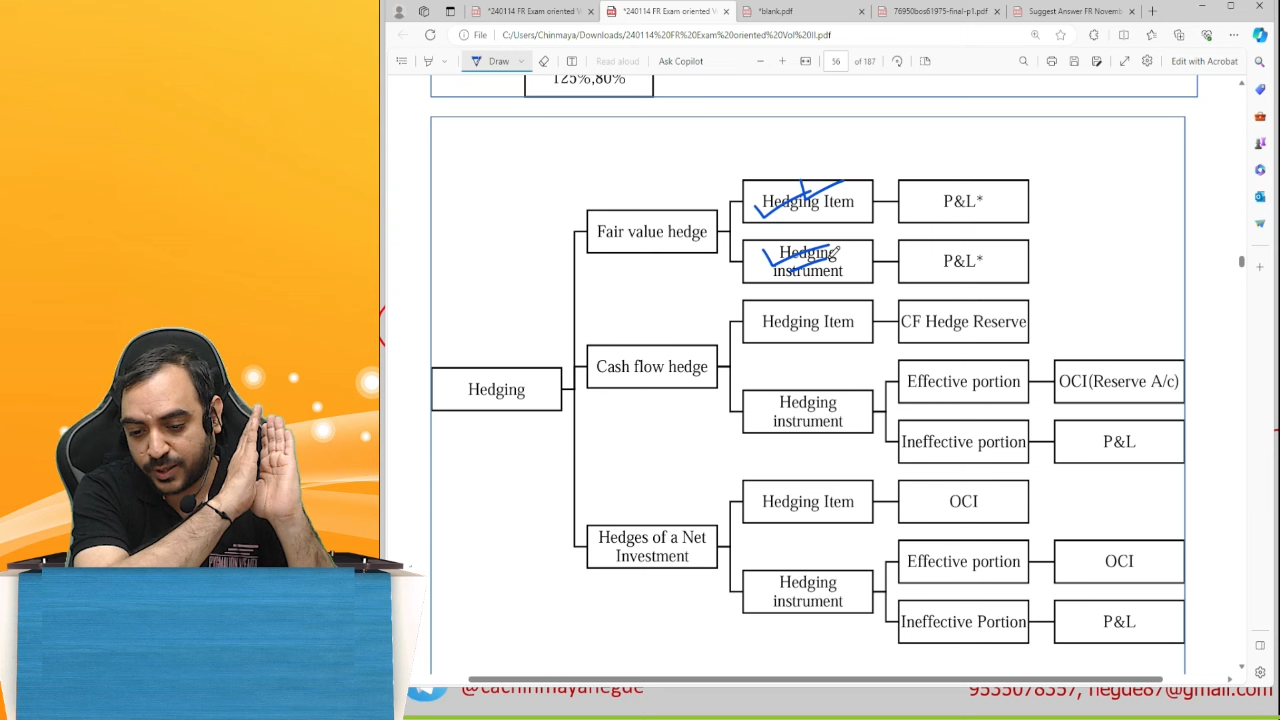 *240114 FR Exam oriented V
*240114 FR Exam oriented V
*blank.pdf
76950bos61975-final-p1.pdf
Suggest Answer FR Novemb
File
C:/Users/Chinmaya/Downloads/240114%20FR%20Exam%20oriented%20Vol%20II.pdf
Draw
Read aloud
Ask Copilot
56
of 187
Edit with Acrobat
125%,80%
Hedging
Fair value hedge
Hedging Item
P&L*
Hedging
instrument
P&L*
Cash flow hedge
Hedging Item
CF Hedge Reserve
Hedging
instrument
Effective portion
OCI(Reserve A/c)
Ineffective portion
P&L
Hedges of a Net
Investment
Hedging Item
OCI
Hedging
instrument
Effective portion
OCI
Ineffective Portion
P&L
@cachinmayahegde
9535078357, heyde87@gmail.com